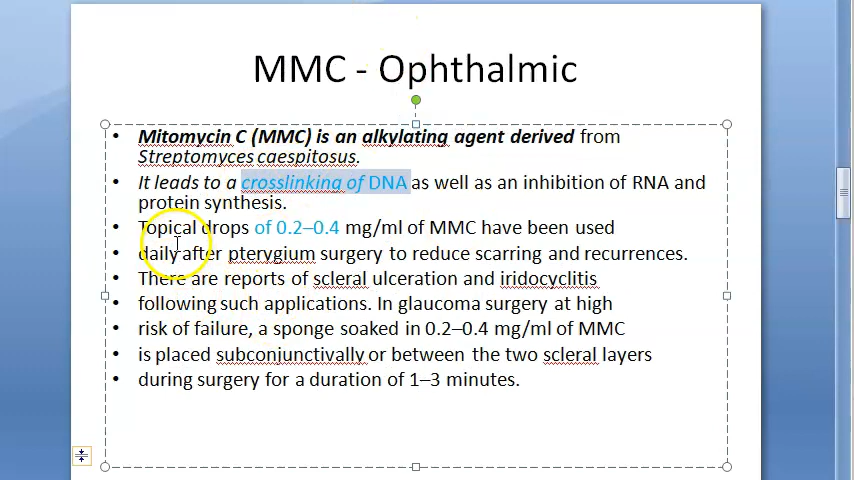 MMC - Ophthalmic
• Mitomycin C (MMC) is an alkylating agent derived from
Streptomyces caespitosus.
• It leads to a crosslinking of DNA as well as an inhibition of RNA and
protein synthesis.
• Topical drops of 0.2–0.4 mg/ml of MMC have been used
• daily after pterygium surgery to reduce scarring and recurrences.
• There are reports of scleral ulceration and iridocyclitis
• following such applications. In glaucoma surgery at high
• risk of failure, a sponge soaked in 0.2–0.4 mg/ml of MMC
• is placed subconjunctivally or between the two scleral layers
• during surgery for a duration of 1–3 minutes.